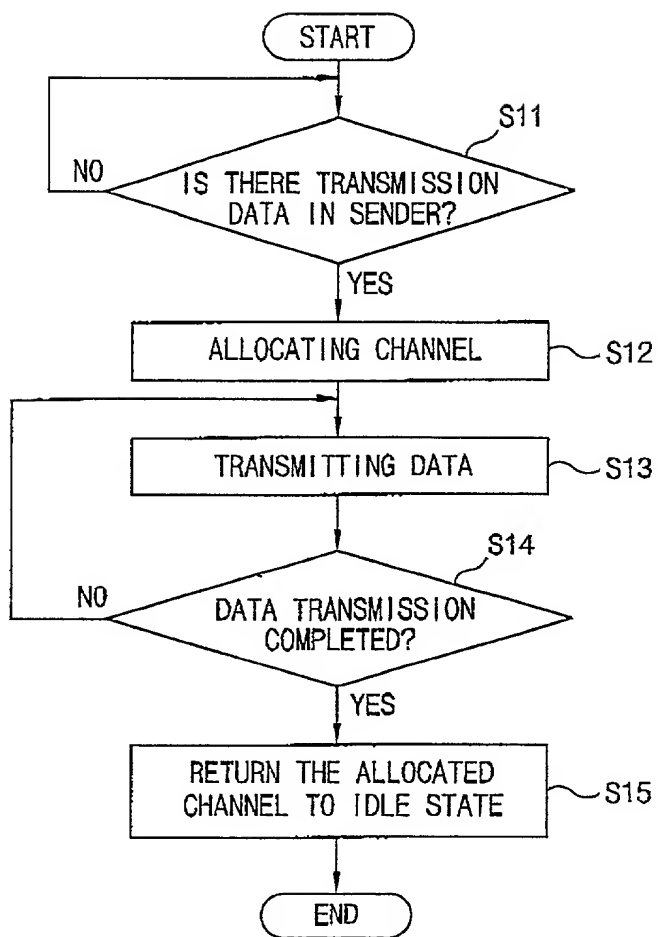 START
S11
NO
IS THERE TRANSMISSION
DATA IN SENDER?
YES
ALLOCATING CHANNEL
S12
TRANSMITTING DATA
S13
S14
NO
DATA TRANSMISSION
COMPLETED?
YES
RETURN THE ALLOCATED
CHANNEL TO IDLE STATE
S15
END